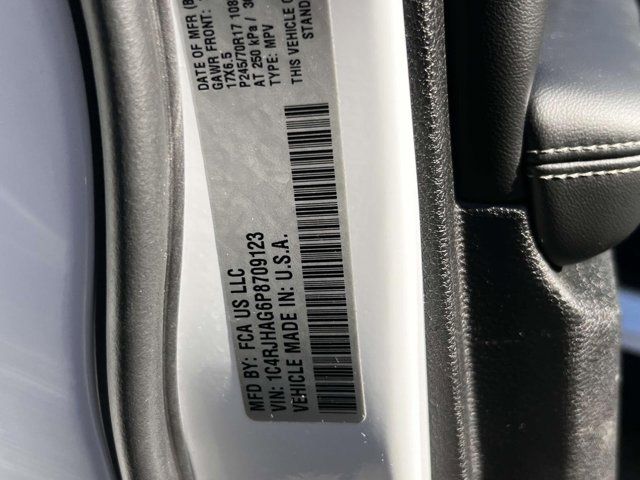 MFD BY: FCA US LLC
VIN: 1C4RJHAG6P8709123
VEHICLE MADE IN: U.S.A.
DATE OF MFR
GAWR FRONT:
17X6.5
P245/70R17
AT 250 kPa /
TYPE: MPV
THIS VEHICLE
STAND